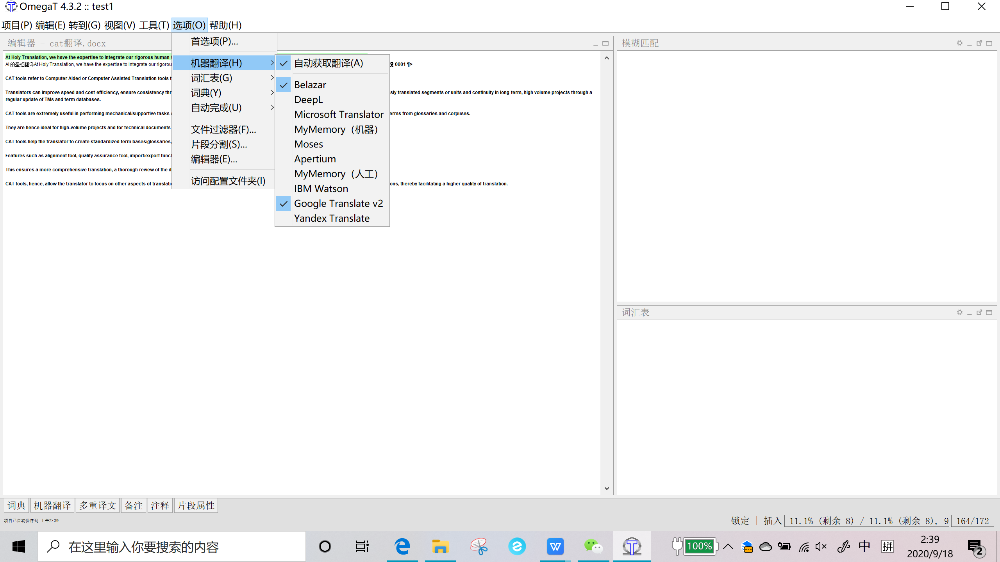 OmegaT 4.3.2 :: test1
项目(P) 编辑(E) 转到(G) 视图(V) 工具(T) 选项(O) 帮助(H)
编辑器 - cat翻译.docx
At Holy Translation, we have the expertise to integrate our rigorous human
Ai 的圣经翻译At Holy Translation, we have the expertise to integrate our rigorou
段 0001 ¶>
CAT tools refer to Computer Aided or Computer Assisted Translation tools
Translators can improve speed and cost-efficiency, ensure consistency
sly translated segments or units and continuity in long-term, high volume projects through a
regular update of TMs and term databases.
CAT tools are extremely useful in performing mechanical/supportive tasks
erms from glossaries and corpuses.
They are hence ideal for high-volume projects and for technical documents
CAT tools help the translator to create standardized term bases/glossaries,
Features such as alignment tool, quality assurance tool, import/export funct
This ensures a more comprehensive translation, a thorough review of the d
CAT tools, hence, allow the translator to focus on other aspects of translati
ons, thereby facilitating a higher quality of translation.
首选项(P)...
机器翻译(H)
词汇表(G)
词典(Y)
自动完成(U)
文件过滤器(F)...
片段分割(S)...
编辑器(E)...
访问配置文件夹(I)
自动获取翻译(A)
Belazar
DeepL
Microsoft Translator
MyMemory（机器）
Moses
Apertium
MyMemory（人工）
IBM Watson
Google Translate v2
Yandex Translate
模糊匹配
词汇表
词典 机器翻译 多重译文 备注 注释 片段属性
项目已自动保存到 上午2:39
锁定 插入 11.1% (剩余 8) / 11.1% (剩余 8), 9 164/172
在这里输入你要搜索的内容
100%
中
拼
2:39
2020/9/18
2